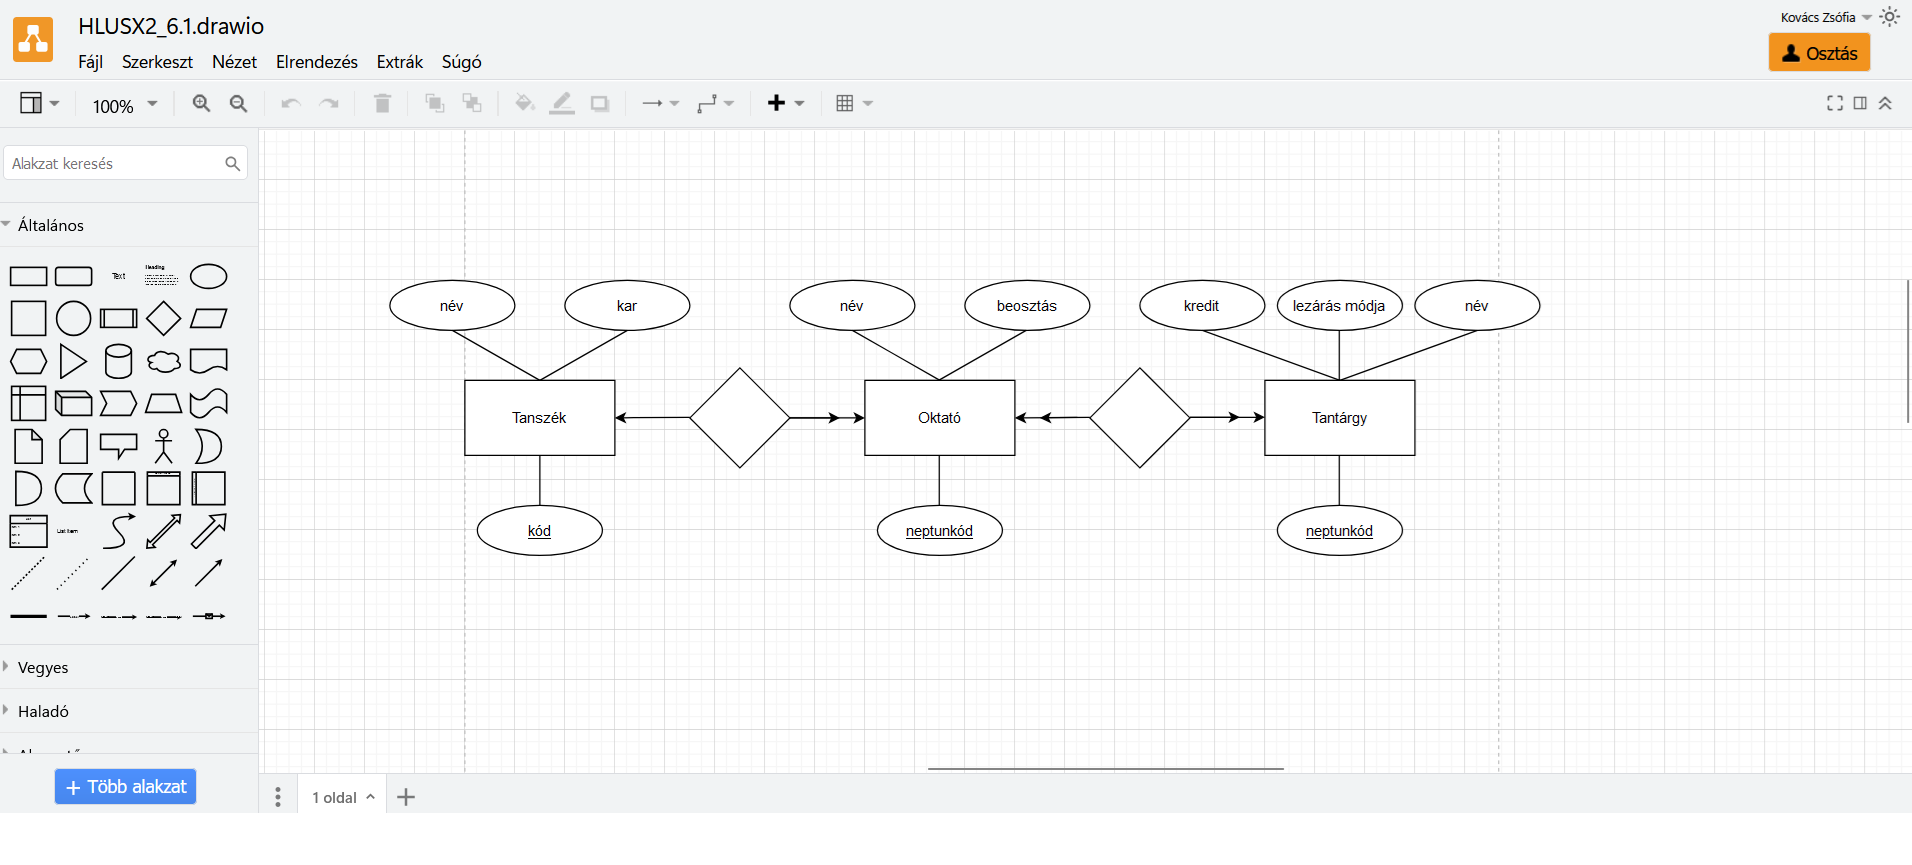 HLUSX2_6.1.drawio
Kovács Zsófia
Fájl Szerkeszt Nézet Elrendezés Extrák Súgó
Osztás
100%
Alakzat keresés
Általános
Text
Heading
List Item
Vegyes
Haladó
+ Több alakzat
név
kar
név
beosztás
kredit
lezárás módja
név
Tanszék
Oktató
Tantárgy
kód
neptunkód
neptunkód
1 oldal